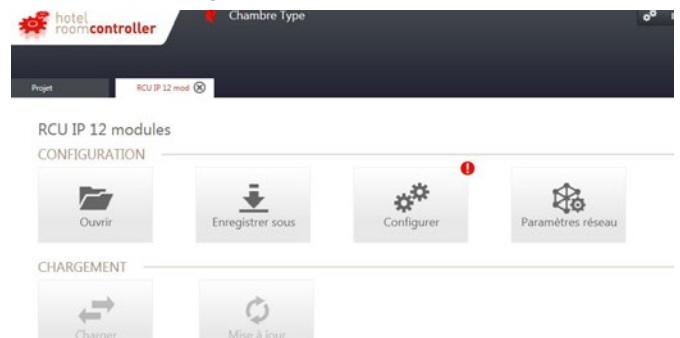 hotel
roomcontroller
Chambre Type
Projet
RCU IP 12 mod
RCU IP 12 modules
CONFIGURATION
Ouvrir
Enregistrer sous
Configurer
Paramètres réseau
CHARGEMENT
Charger
Mise à jour